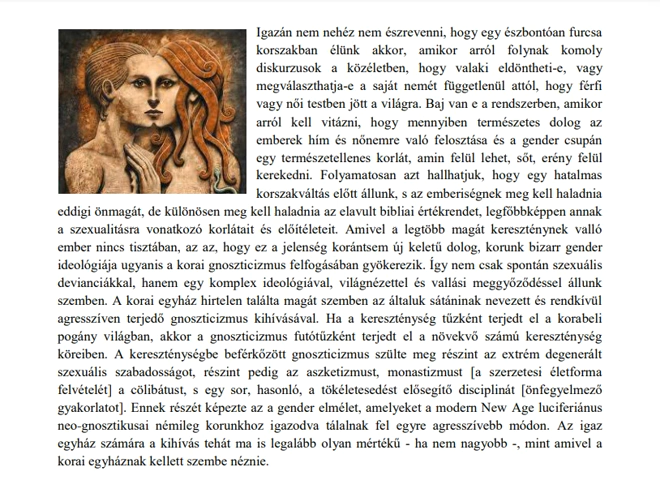 Igazán nem nehéz nem észrevenni, hogy egy észbontóan furcsa
korszakban élünk akkor, amikor arról folynak komoly
diskurzusok a közéletben, hogy valaki eldöntheti-e, vagy
megválaszthatja-e a saját nemét függetlenül attól, hogy férfi
vagy női testben jött a világra. Baj van e a rendszerben, amikor
arról kell vitázni, hogy mennyiben természetes dolog az
emberek hím és nőnemre való felosztása és a gender csupán
egy természetellenes korlát, amin felül lehet, sőt, erény felül
kerekedni. Folyamatosan azt hallhatjuk, hogy egy hatalmas
korszakváltás előtt állunk, s az emberiségnek meg kell haladnia
eddigi önmagát, de különösen meg kell haladnia az elavult bibliai értékrendet, legfőbbképpen annak
a szexualitásra vonatkozó korlátait és előítéleteit. Amivel a legtöbb magát kereszténynek valló
ember nincs tisztában, az az, hogy ez a jelenség korántsem új keletű dolog, korunk bizarr gender
ideológiája ugyanis a korai gnoszticizmus felfogásában gyökerezik. Így nem csak spontán szexuális
devianciákkal, hanem egy komplex ideológiával, világnézettel és vallási meggyőződéssel állunk
szemben. A korai egyház hirtelen találta magát szemben az általuk sátáninak nevezett és rendkívül
agresszíven terjedő gnoszticizmus kihívásával. Ha a kereszténység tűzként terjed el a korabeli
pogány világban, akkor a gnoszticizmus futótűzként terjed el a növekvő számú kereszténység
köreiben. A kereszténységbe beférkőzött gnoszticizmus szülte meg részint az extrém degenerált
szexuális szabadosságot, részint pedig az aszketizmust, monastizmust [a szerzetesi életforma
felvételét] a cölibátust, s egy sor, hasonló, a tökéletesedést elősegítő disciplinát [önfegyelmező
gyakorlatot]. Ennek részét képezte az a gender elmélet, amelyeket a modern New Age luciferiánus
neo-gnosztikusai némileg korunkhoz igazodva tálalnak fel egyre agresszívebb módon. Az igaz
egyház számára a kihívás tehát ma is legalább olyan mértékű - ha nem nagyobb -, mint amivel a
korai egyháznak kellett szembe néznie.